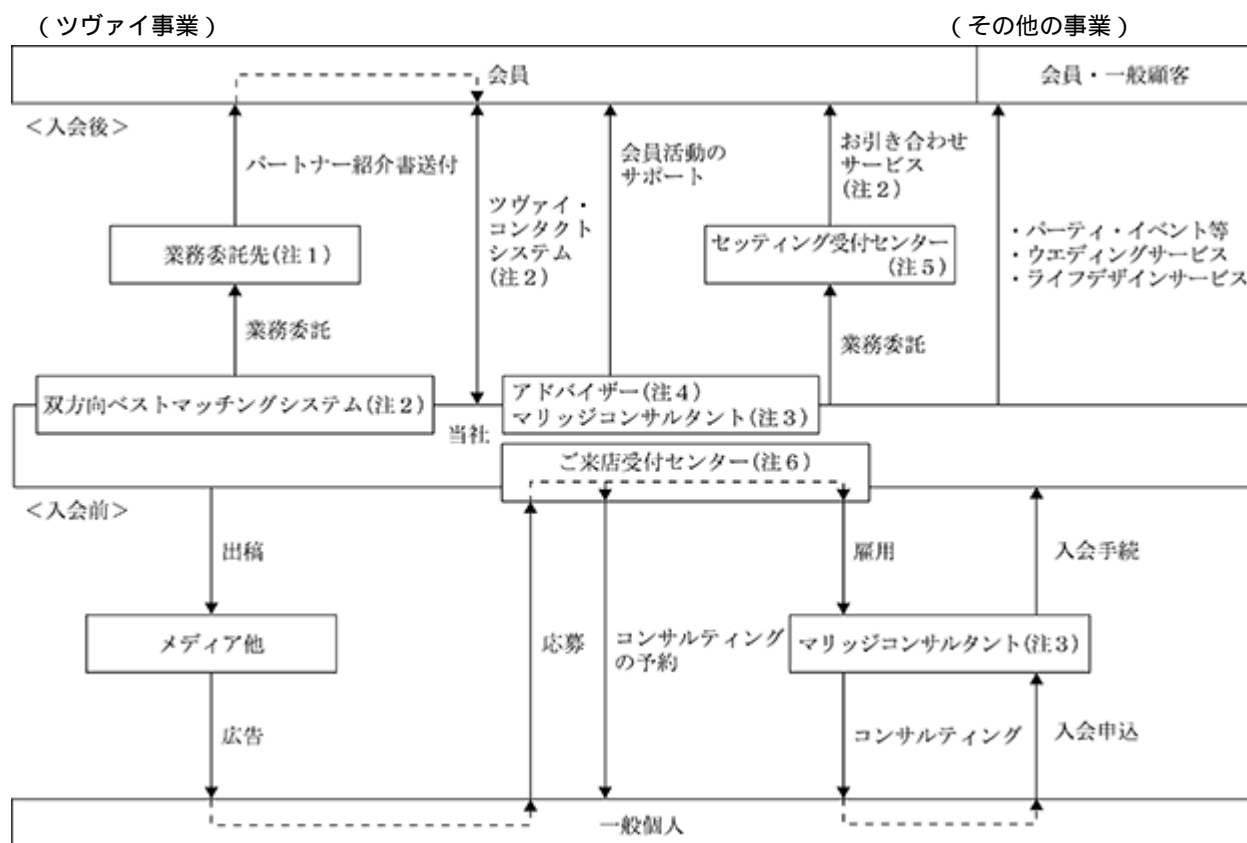 (ツヴァイ事業)
(その他の事業)
会員
会員・一般顧客
<入会後>
パートナー紹介書送付
ツヴァイ・
コンタクト
システム
(注2)
会員活動の
サポート
お引き合わせ
サービス
(注2)
・パーティ・イベント等
・ウエディングサービス
・ライフデザインサービス
業務委託先(注1)
セッティング受付センター
(注5)
業務委託
業務委託
双方向ベストマッチングシステム(注2)
アドバイザー(注4)
マリッジコンサルタント(注3)
当社
ご来店受付センター(注6)
<入会前>
出稿
雇用
入会手続
メディア他
応募
コンサルティング
の予約
マリッジコンサルタント(注3)
広告
コンサルティング
入会申込
一般個人